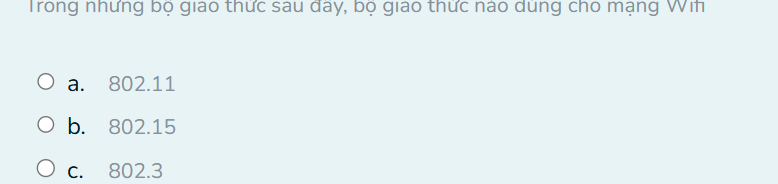 Trong những bộ giao thức sau đây, bộ giao thức nào dùng cho mạng Wifi
a. 802.11
b. 802.15
c. 802.3